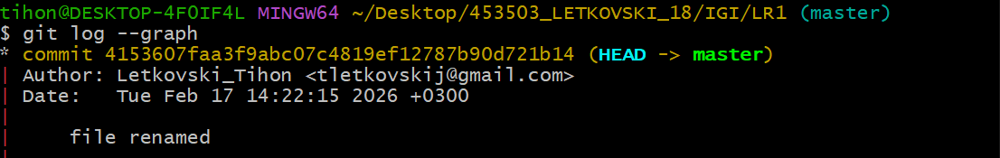 tihon@DESKTOP-4F0IF4L MINGW64 ~/Desktop/453503_LETKOVSKI_18/IGI/LR1 (master)
$ git log --graph
* commit 4153607faa3f9abc07c4819ef12787b90d721b14 (HEAD -> master)
| Author: Letkovski_Tihon <tletkovskij@gmail.com>
| Date:   Tue Feb 17 14:22:15 2026 +0300
|
|     file renamed
|